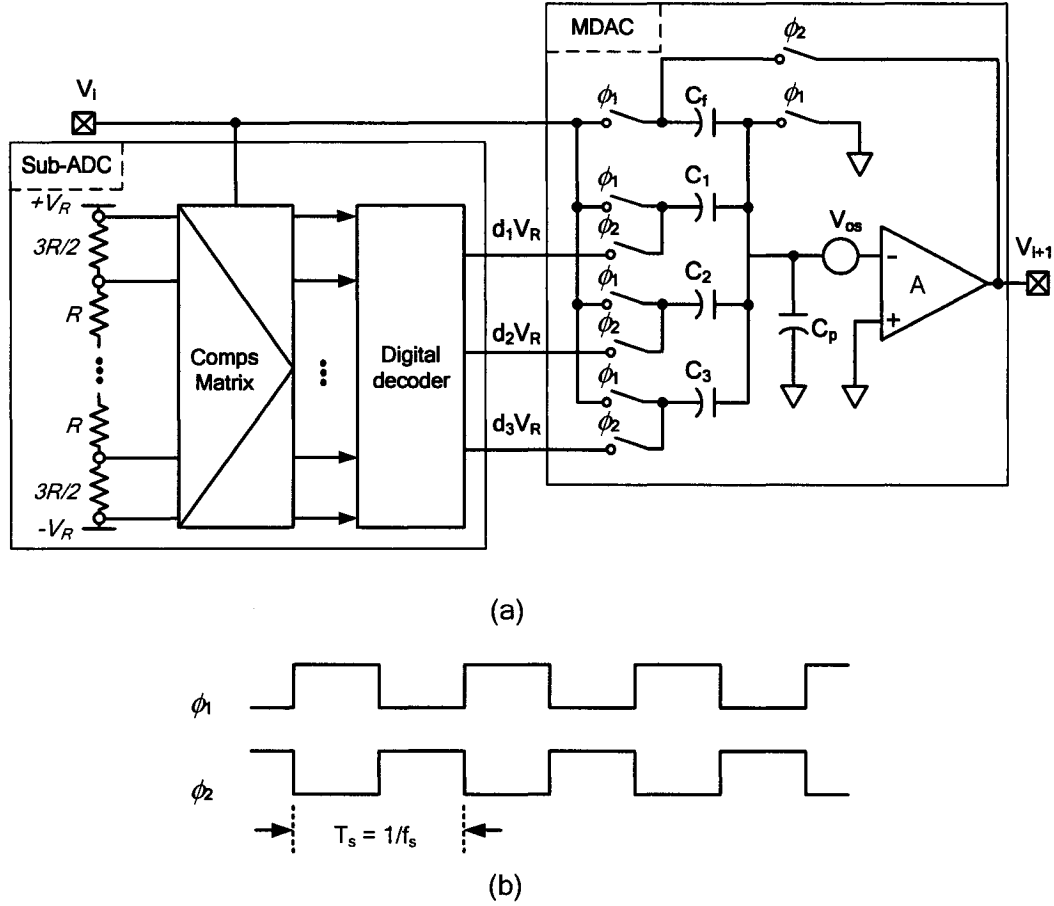 MDAC
ϕ2
Vi
ϕ1
Cf
ϕ1
Sub-ADC
+VR
3R/2
R
R
3R/2
-VR
Comps
Matrix
Digital
decoder
d1VR
d2VR
d3VR
ϕ1
ϕ2
C1
ϕ1
ϕ2
C2
ϕ1
ϕ2
C3
Vos
-
A
+
Cp
Vi+1
(a)
ϕ1
ϕ2
Ts = 1/fs
(b)